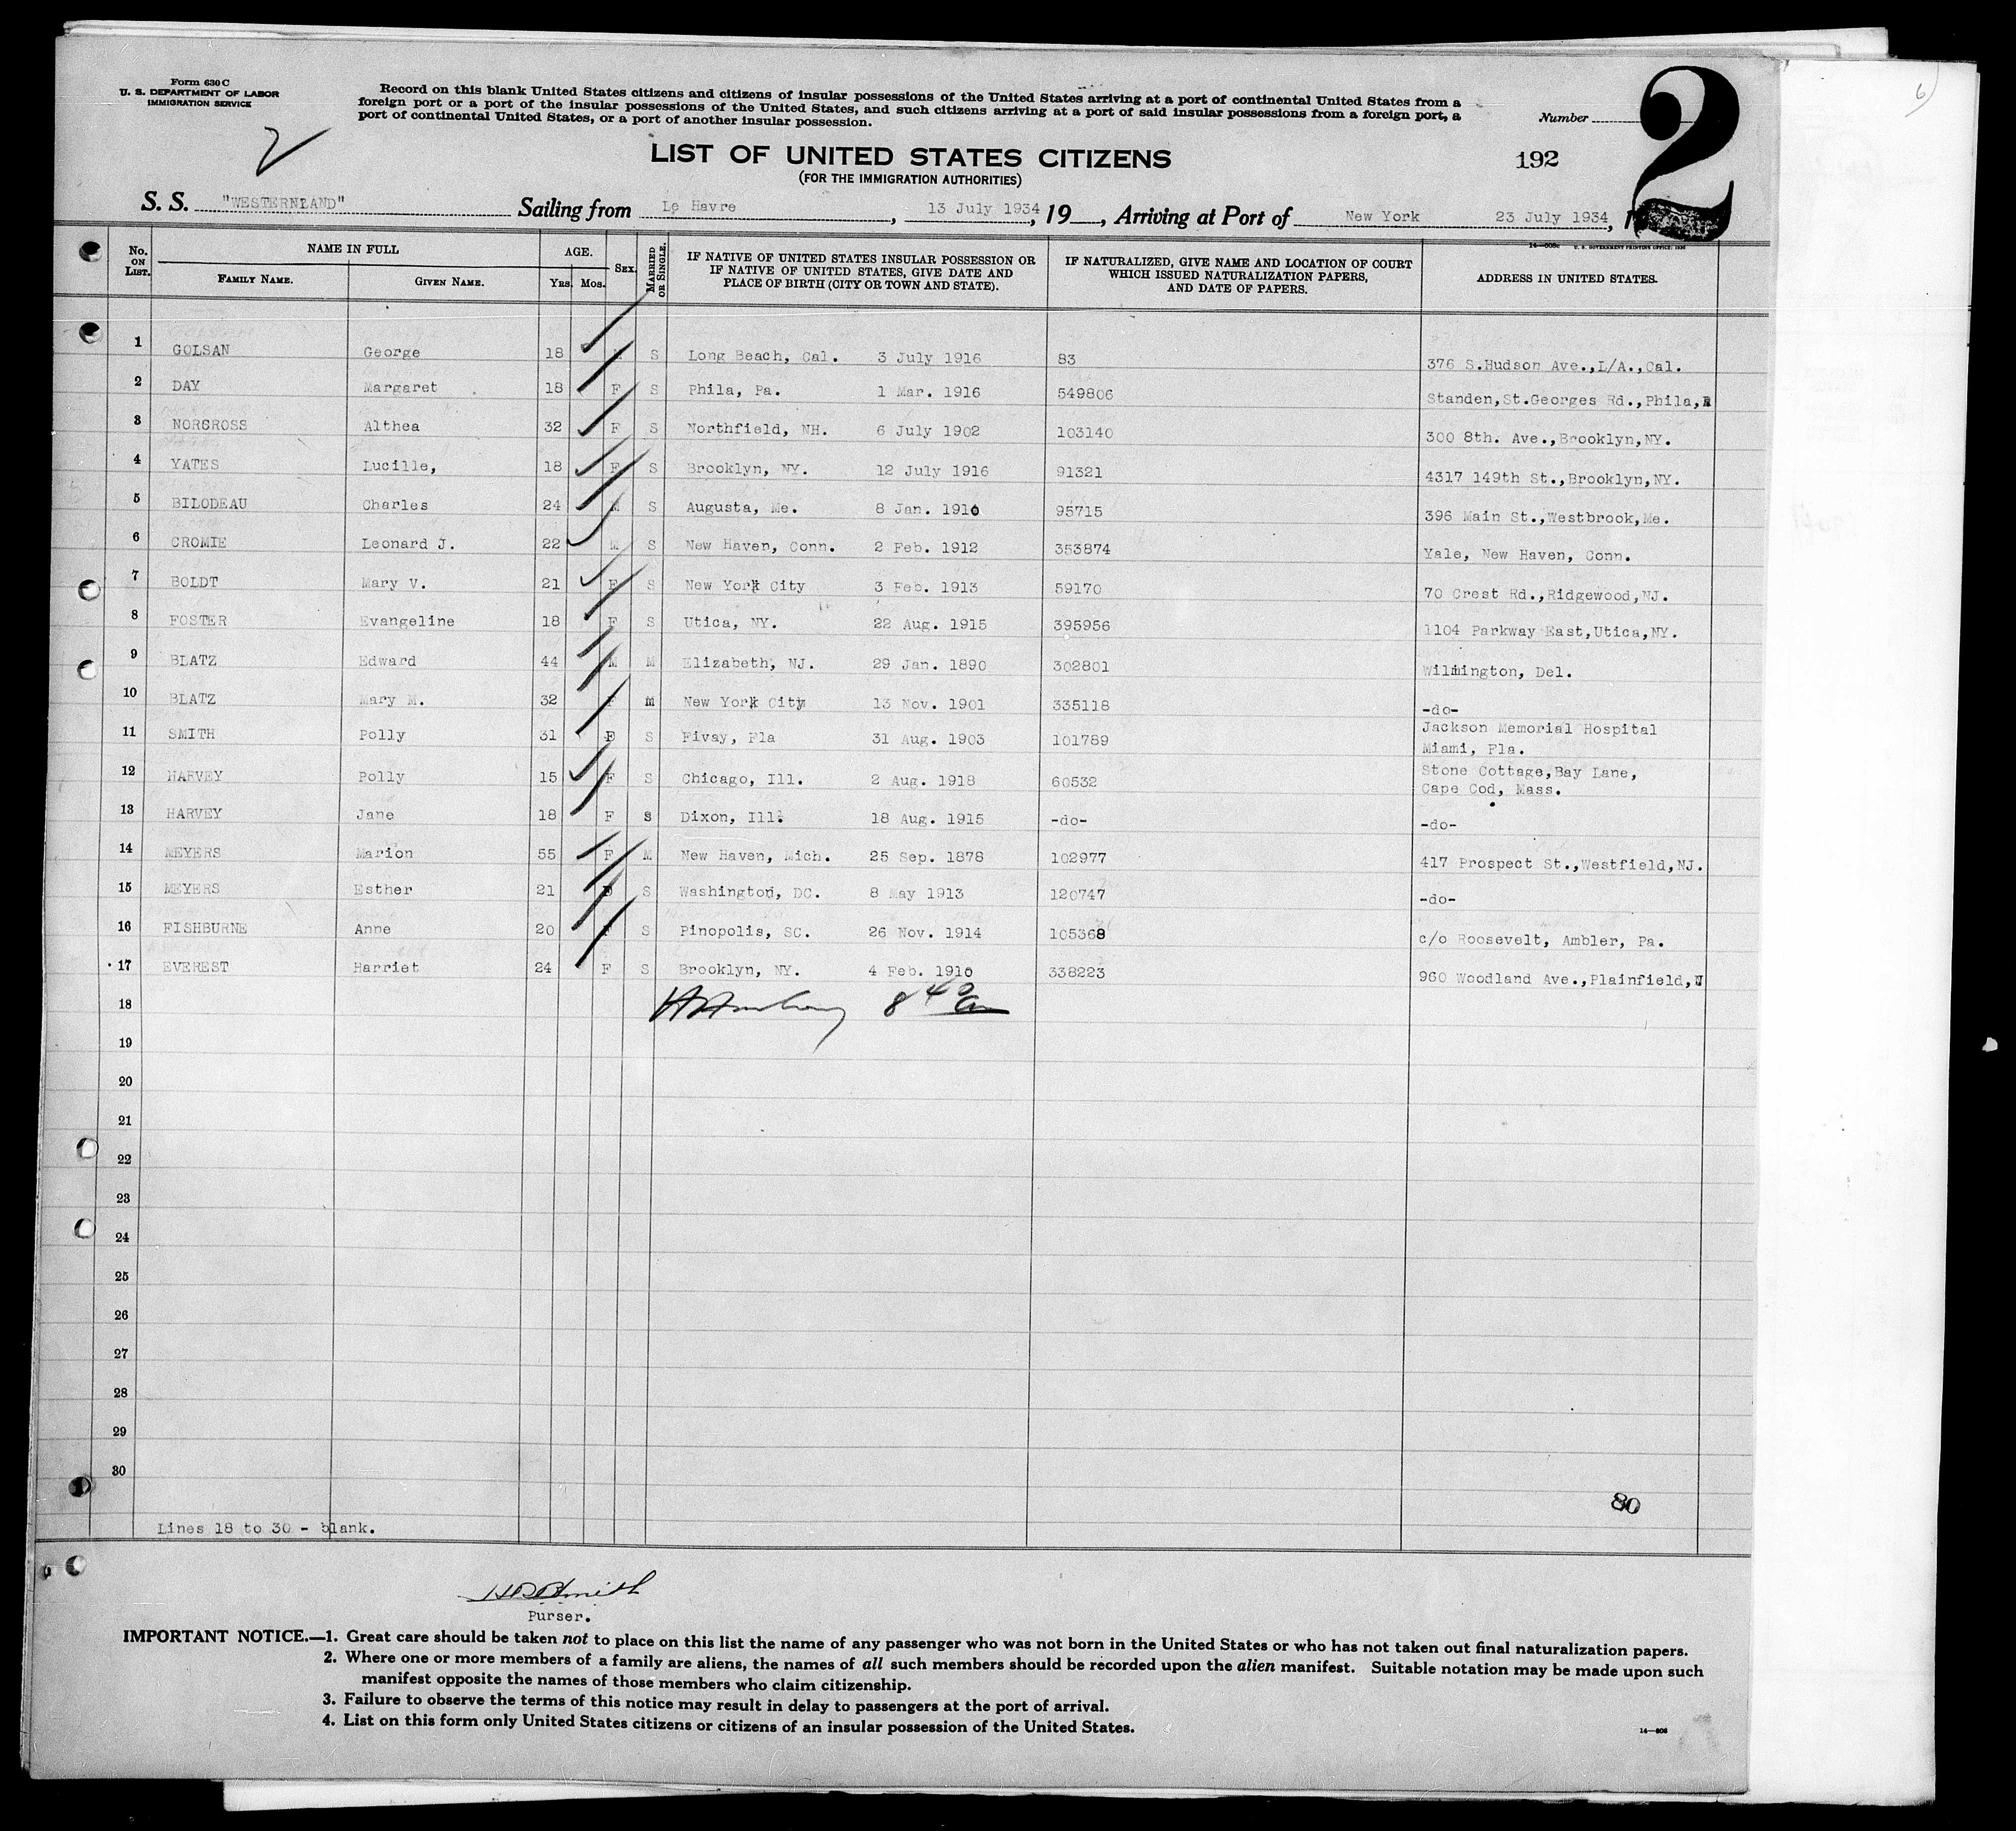 Form 630 C
U. S. DEPARTMENT OF LABOR
IMMIGRATION SERVICE
Record on this blank United States citizens and citizens of insular possessions of the United States arriving at a port of continental United States from a
foreign port or a port of the insular possessions of the United States, and such citizens arriving at a port of said insular possessions from a foreign port, a
port of continental United States, or a port of another insular possession.
Number
2
2
LIST OF UNITED STATES CITIZENS
(FOR THE IMMIGRATION AUTHORITIES)
192
S. S. "WESTERNLAND" Sailing from Le Havre, 13 July 1934, 19__, Arriving at Port of New York 23 July 1934, 1
No. ON LIST. NAME IN FULL FAMILY NAME. GIVEN NAME. AGE. Yrs. Mos. SEX. MARRIED OR SINGLE. IF NATIVE OF UNITED STATES INSULAR POSSESSION OR IF NATIVE OF UNITED STATES, GIVE DATE AND PLACE OF BIRTH (CITY OR TOWN AND STATE). IF NATURALIZED, GIVE NAME AND LOCATION OF COURT WHICH ISSUED NATURALIZATION PAPERS, AND DATE OF PAPERS. ADDRESS IN UNITED STATES.
1 GOLSAN George 18 S Long Beach, Cal. 3 July 1916 83 376 S.Hudson Ave.,L/A.,Cal.
2 DAY Margaret 18 F S Phila, Pa. 1 Mar. 1916 549806 Standen,St.Georges Rd.,Phila,
3 NORGROSS Althea 32 F S Northfield, NH. 6 July 1902 103140 300 8th. Ave.,Brooklyn,NY.
4 YATES Lucille, 18 F S Brooklyn, NY. 12 July 1916 91321 4317 149th St.,Brooklyn,NY.
5 BILODEAU Charles 24 M S Augusta, Me. 8 Jan. 1910 95715 396 Main St.,Westbrook,Me.
6 CROMIE Leonard J. 22 M S New Haven, Conn. 2 Feb. 1912 353874 Yale, New Haven, Conn.
7 BOLDT Mary V. 21 F S New York City 3 Feb. 1913 59170 70 Crest Rd.,Ridgewood,NJ.
8 FOSTER Evangeline 18 F S Utica, NY. 22 Aug. 1915 395956 1104 Parkway East,Utica,NY.
9 BLATZ Edward 44 M M Elizabeth, NJ. 29 Jan. 1890 302801 Wilmington, Del.
10 BLATZ Mary M. 32 F m New York City 13 Nov. 1901 335118 -do-
11 SMITH Polly 31 F S Fivay, Fla 31 Aug. 1903 101789 Jackson Memorial Hospital
Miami, Fla.
12 HARVEY Polly 15 F S Chicago, Ill. 2 Aug. 1918 60532 Stone Cottage,Bay Lane,
Cape Cod, Mass.
13 HARVEY Jane 18 F S Dixon, Ill. 18 Aug. 1915 -do- -do-
14 MEYERS Marion 55 F M New Haven, Mich. 25 Sep. 1878 102977 417 Prospect St.,Westfield,NJ.
15 MEYERS Esther 21 F S Washington, DC. 8 May 1913 120747 -do-
16 FISHBURNE Anne 20 F S Pinopolis, SC. 26 Nov. 1914 105368 c/o Roosevelt, Ambler, Pa.
17 EVEREST Harriet 24 F S Brooklyn, NY. 4 Feb. 1910 338223 960 Woodland Ave.,Plainfield,
18 8 40 am
19
20
21
22
23
24
25
26
27
28
29
30
80
Lines 18 to 30 - blank.
H Smith
Purser.
IMPORTANT NOTICE.—1. Great care should be taken not to place on this list the name of any passenger who was not born in the United States or who has not taken out final naturalization papers.
2. Where one or more members of a family are aliens, the names of all such members should be recorded upon the alien manifest. Suitable notation may be made upon such
manifest opposite the names of those members who claim citizenship.
3. Failure to observe the terms of this notice may result in delay to passengers at the port of arrival.
4. List on this form only United States citizens or citizens of an insular possession of the United States.
14—608